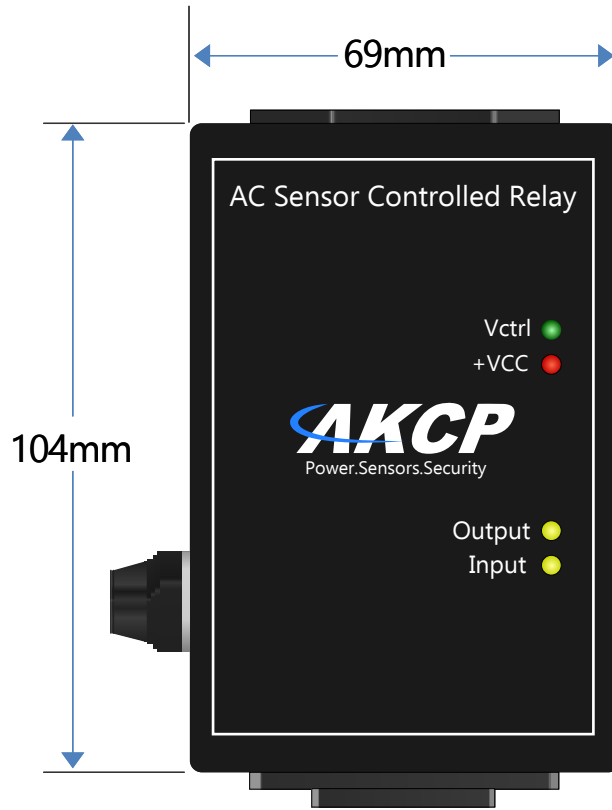 69mm
AC Sensor Controlled Relay
Vctrl
+VCC
104mm
AKCP
Power.Sensors.Security
Output
Input